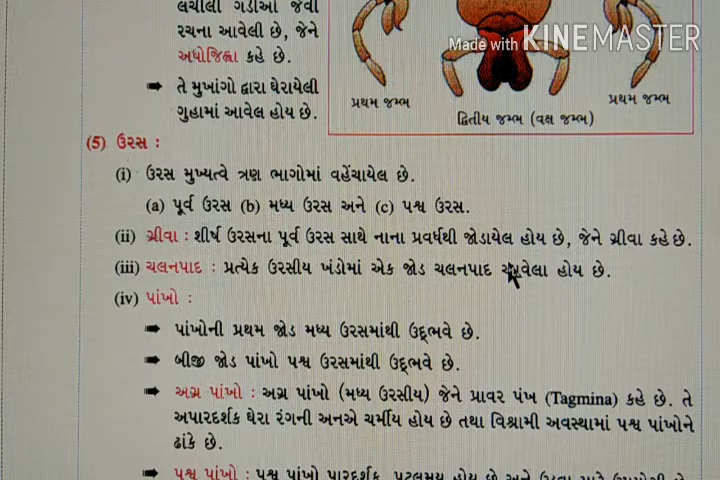 લચીલી ગડીઓ જેવી
રચના આવેલી છે, જેને
અધોજિહ્વા કહે છે.
➡ તે મુખાંગો દ્વારા ઘેરાયેલી
ગુહામાં આવેલ હોય છે.
Made with KINEMASTER
પ્રથમ જમ્ભ
પ્રથમ જમ્ભ
દ્વિતીય જમ્ભ (વક્ષ જમ્ભ)
(5) ઉરસ :
(i) ઉરસ મુખ્યત્વે ત્રણ ભાગોમાં વહેંચાયેલ છે.
(a) પૂર્વ ઉરસ (b) મધ્ય ઉરસ અને (c) પશ્ચ ઉરસ.
(ii) ગ્રીવા : શીર્ષ ઉરસના પૂર્વ ઉરસ સાથે નાના પ્રવર્ધથી જોડાયેલ હોય છે, જેને ગ્રીવા કહે છે.
(iii) ચલનપાદ : પ્રત્યેક ઉરસીય ખંડોમાં એક જોડ ચલનપાદ હોય છે.
(iv) પાંખો :
➡ પાંખોની પ્રથમ જોડ મધ્ય ઉરસમાંથી ઉદ્દભવે છે.
➡ બીજી જોડ પાંખો પશ્ચ ઉરસમાંથી ઉદ્દભવે છે.
➡ અગ્ર પાંખો : અગ્ર પાંખો (મધ્ય ઉરસીય) જેને પ્રાવર પંખ (Tagmina) કહે છે. તે
અપારદર્શક ઘેરા રંગની અનએ ચર્મીય હોય છે તથા વિશ્રામી અવસ્થામાં પશ્ચ પાંખોને
ઢાંકે છે.
➡ પશ્ચ પાંખો : પશ્ચ પાંખો પારદર્શક, પટલમય હોય છે અને